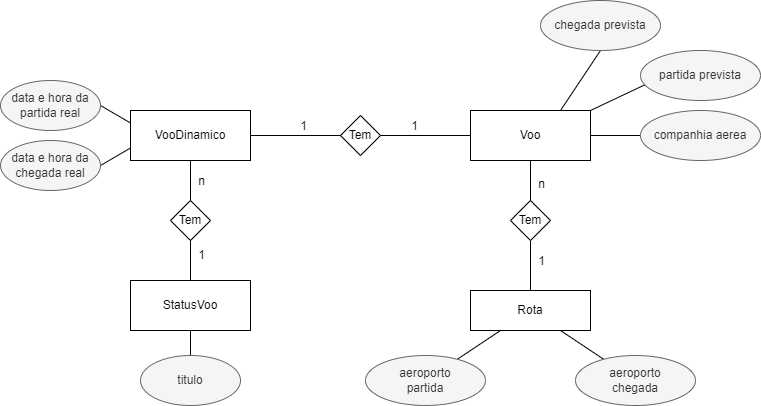 chegada prevista
partida prevista
data e hora da
partida real
VooDinamico
1
Tem
1
Voo
companhia aerea
data e hora da
chegada real
n
n
Tem
Tem
1
1
StatusVoo
Rota
titulo
aeroporto
partida
aeroporto
chegada